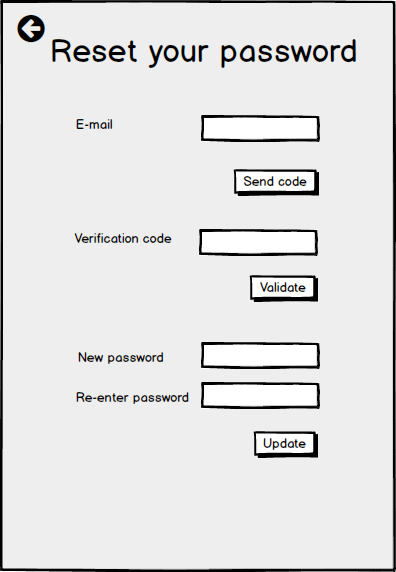 Reset your password
E-mail
Send code
Verification code
Validate
New password
Re-enter password
Update